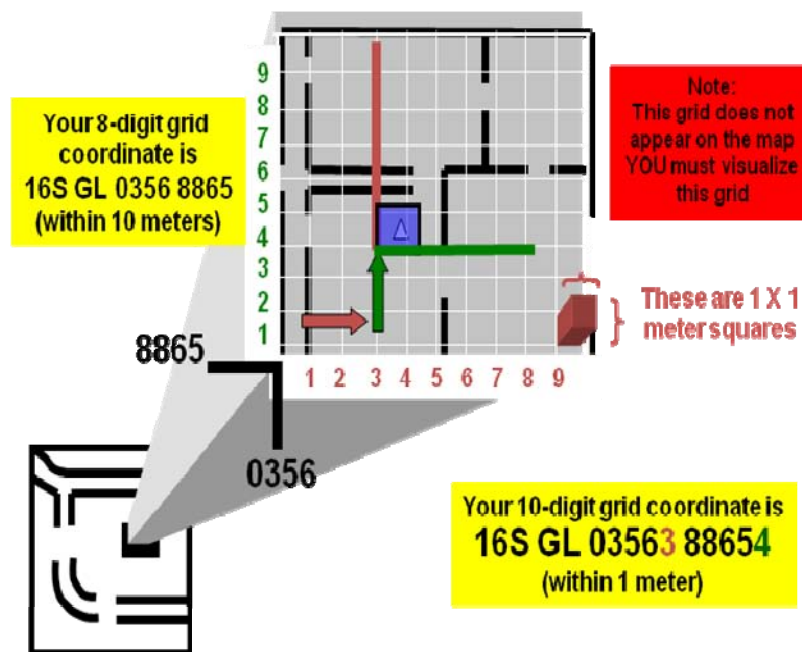 Your 8-digit grid
coordinate is
16S GL 0356 8865
(within 10 meters)
9
8
7
6
5
4
3
2
1
1 2 3 4 5 6 7 8 9
Note:
This grid does not
appear on the map
YOU must visualize
this grid
These are 1 X 1
meter squares
8865
0356
Your 10-digit grid coordinate is
16S GL 03563 88654
(within 1 meter)